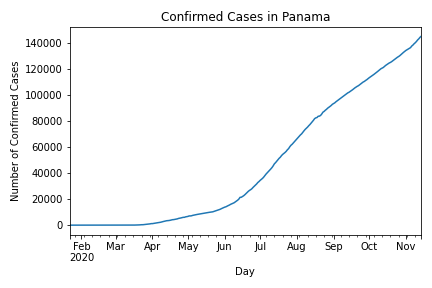 Confirmed Cases in Panama
Number of Confirmed Cases
140000
120000
100000
80000
60000
40000
20000
0
Feb Mar Apr May Jun Jul Aug Sep Oct Nov
2020
Day